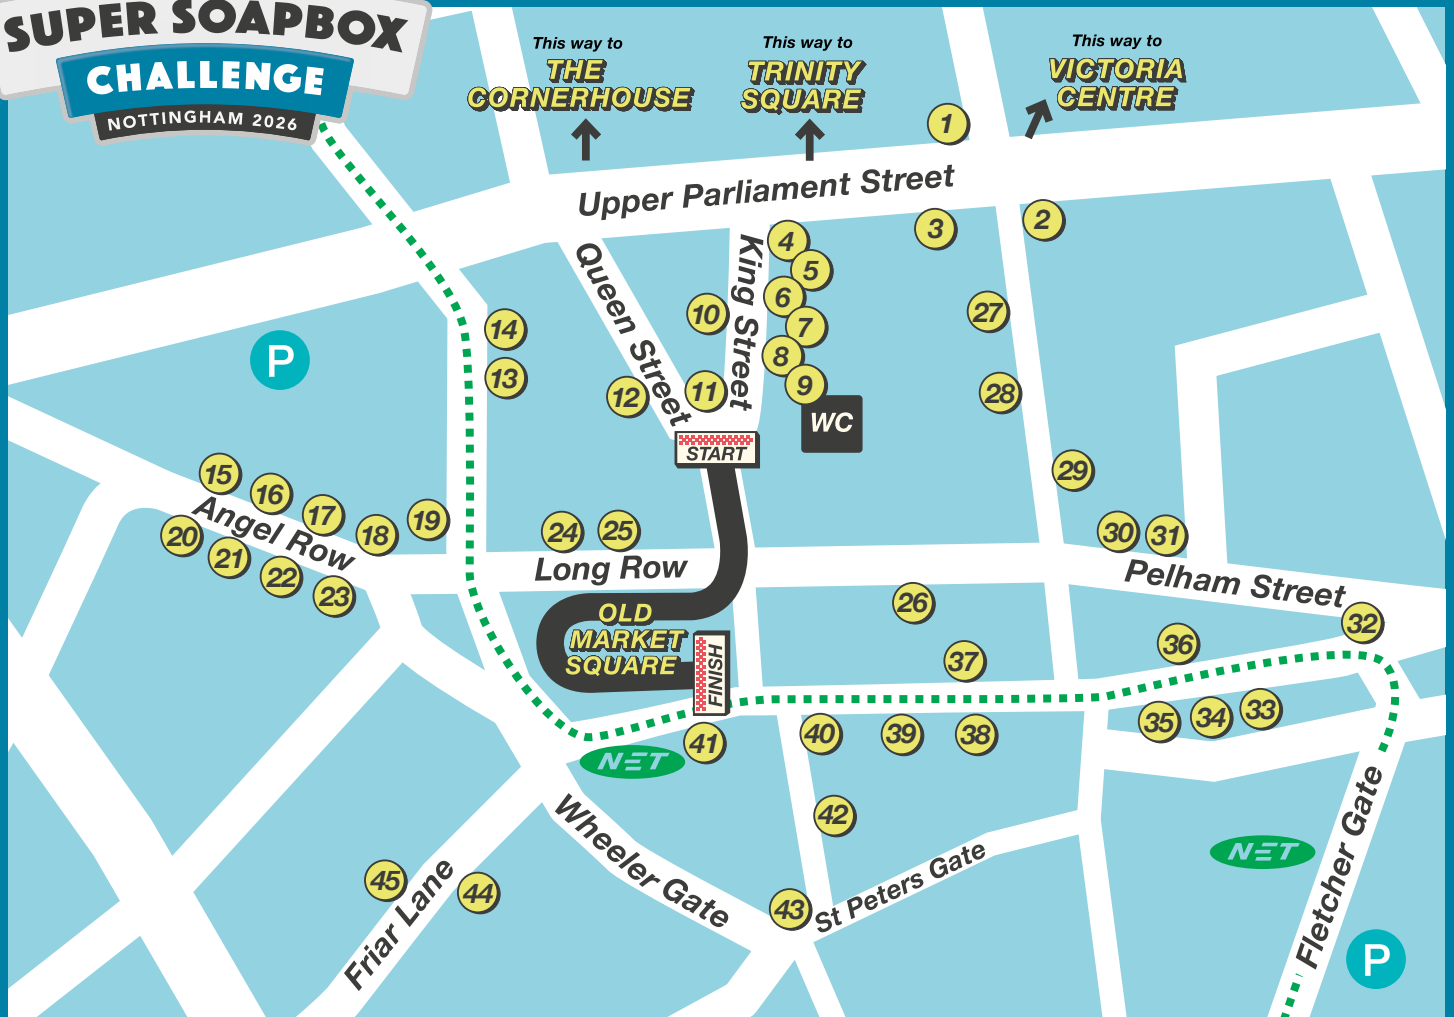 SUPER SOAPBOX
CHALLENGE
NOTTINGHAM 2026
This way to
THE
CORNERHOUSE
This way to
TRINITY
SQUARE
This way to
VICTORIA
CENTRE
1
Upper Parliament Street
2
3
4
5
6
7
8
9
10
11
12
King Street
Queen Street
27
28
14
13
P
WC
START
29
15
16
17
18
19
Angel Row
20
21
22
23
24
25
Long Row
30
31
Pelham Street
26
OLD
MARKET
SQUARE
FINISH
32
36
37
35
34
33
41
40
39
38
NET
42
Wheeler Gate
NET
Fletcher Gate
45
44
Friar Lane
43
St Peters Gate
P